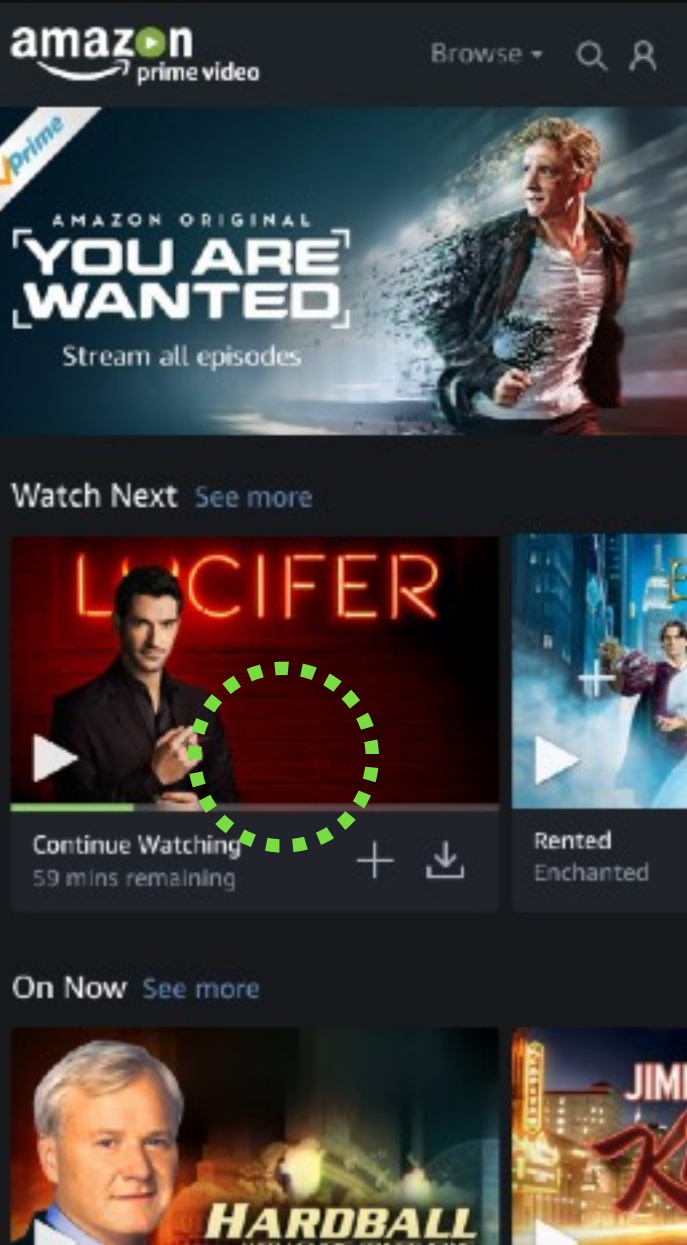 amazon
prime video
Browse
prime
AMAZON ORIGINAL
YOU ARE
WANTED
Stream all episodes
Watch Next See more
LUCIFER
Continue Watching
59 mins remaining
Rented
Enchanted
On Now See more
HARDBALL